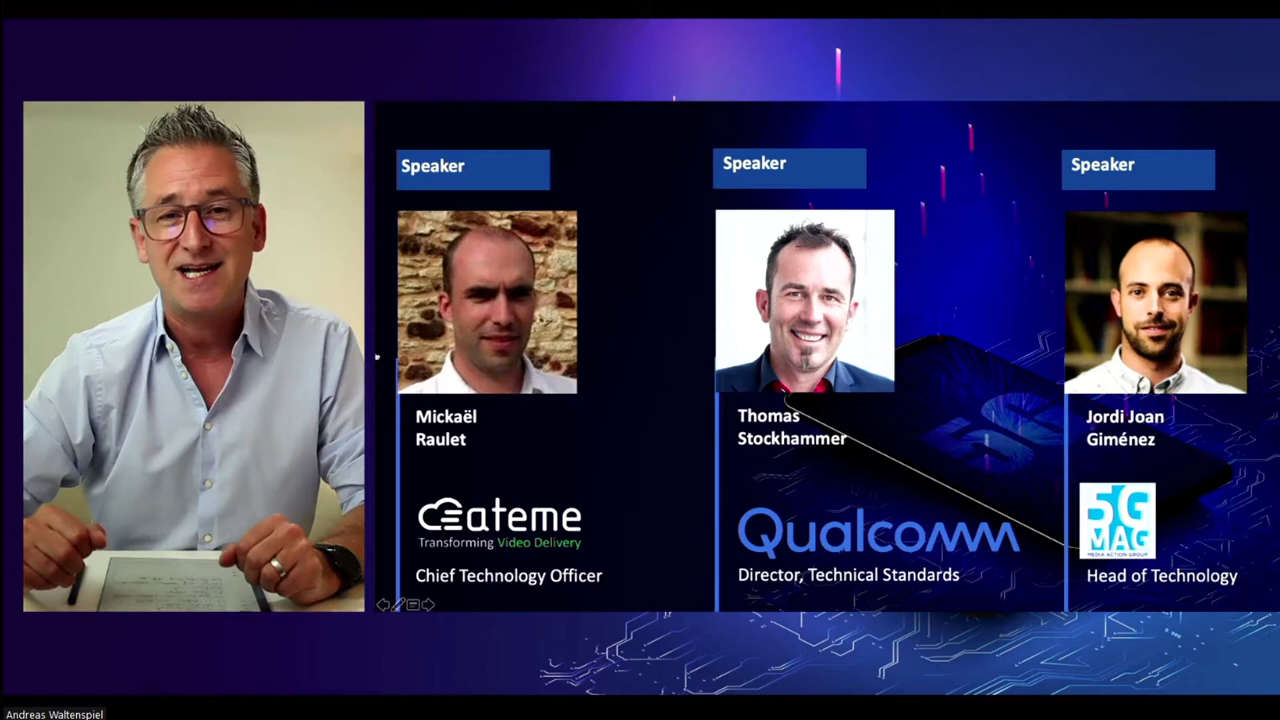 Speaker
Mickaël
Raulet
ateme
Transforming Video Delivery
Chief Technology Officer
Speaker
Thomas
Stockhammer
Qualcomm
Director, Technical Standards
Speaker
Jordi Joan
Giménez
5G
MAG
MEDIA ACTION GROUP
Head of Technology
Andreas Waltenspiel